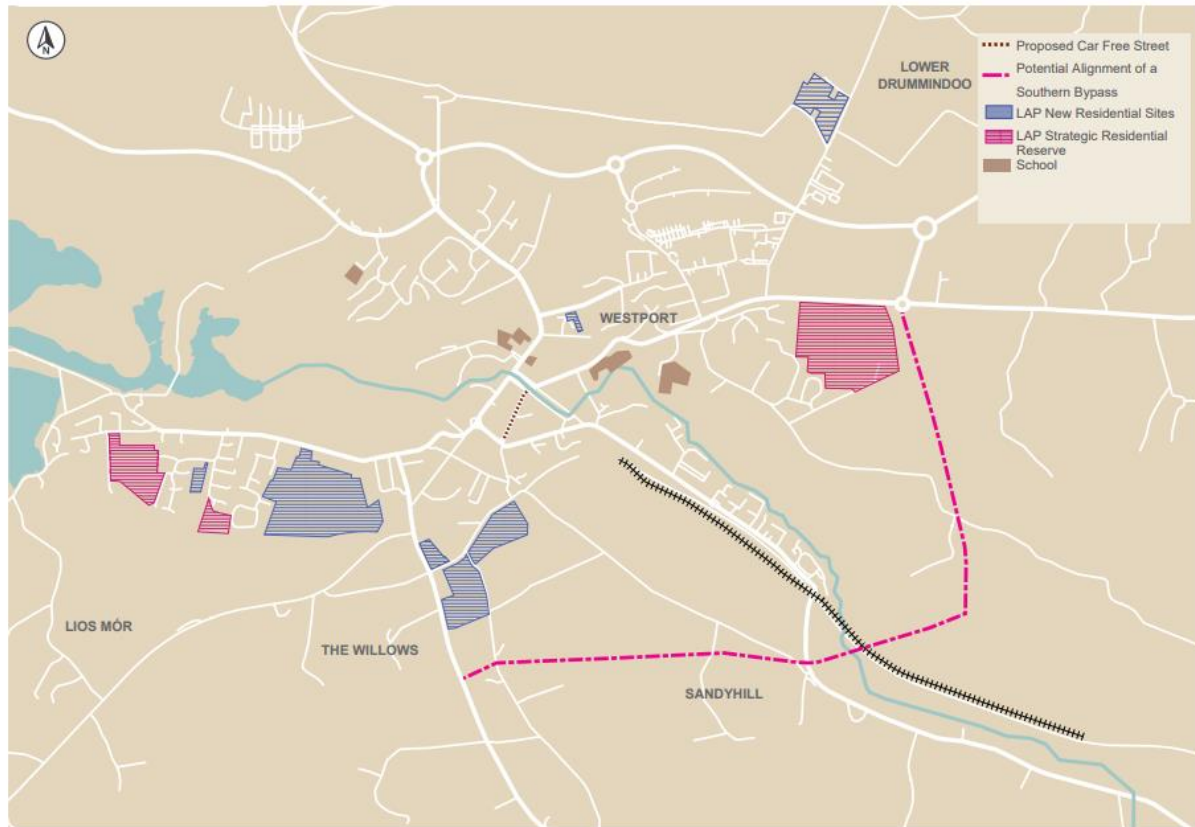 N
LOWER
DRUMMINDOO
Proposed Car Free Street
Potential Alignment of a
Southern Bypass
LAP New Residential Sites
LAP Strategic Residential
Reserve
School
WESTPORT
LIOS MÓR
THE WILLOWS
SANDYHILL